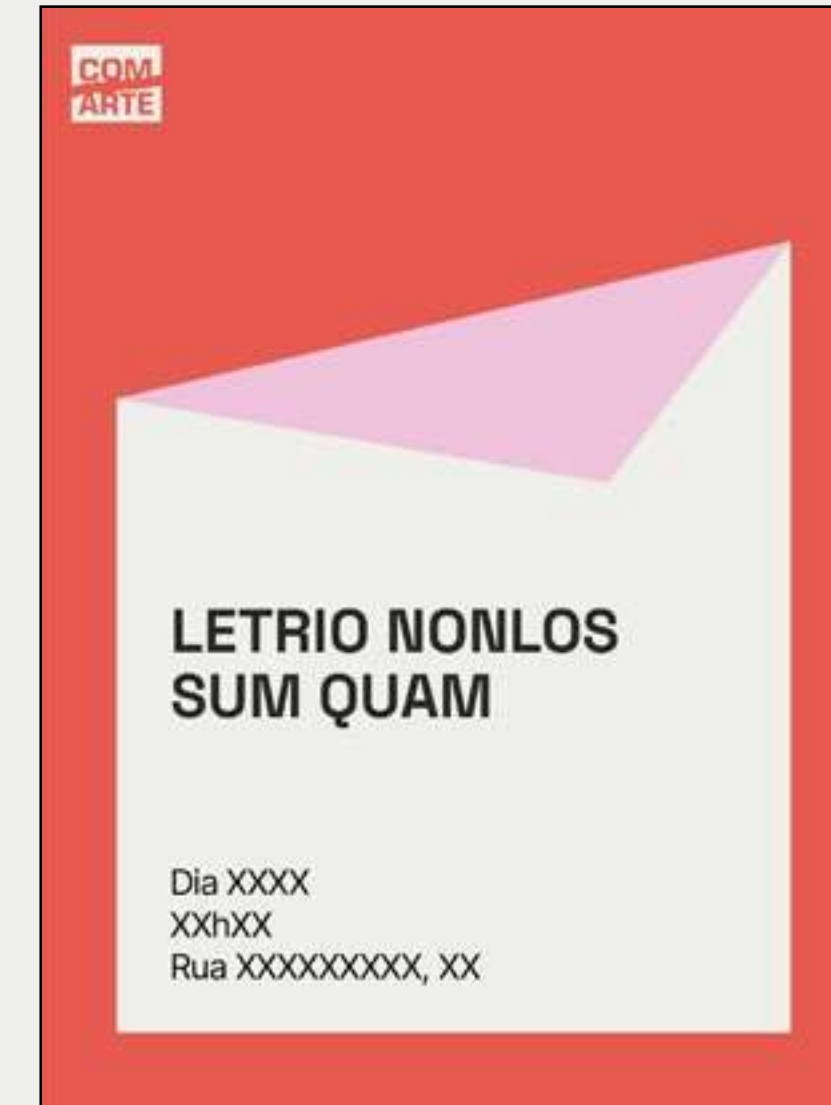 COM
ARTE
LETRIO NONLOS
SUM QUAM
Dia XXXX
XXhXX
Rua XXXXXXXXX, XX